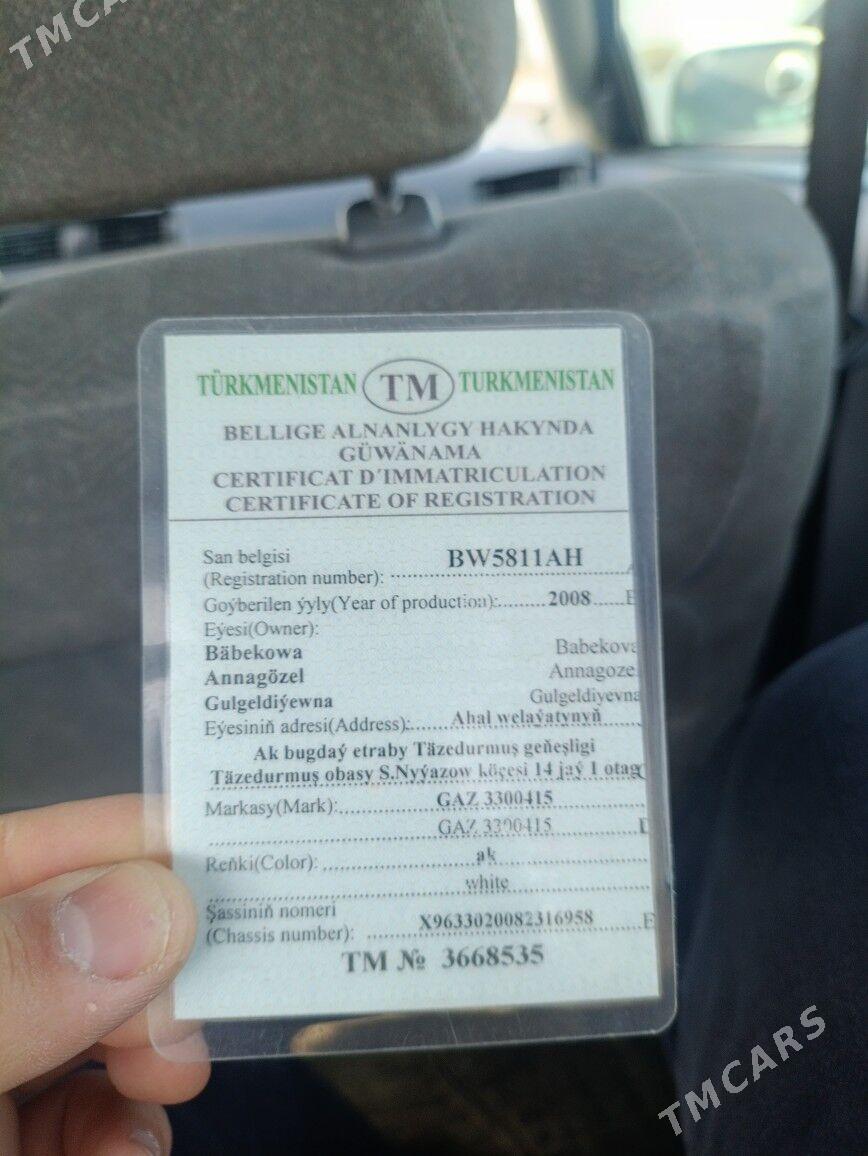 TMCARS
TÜRKMENISTAN TM TURKMENISTAN
BELLIGE ALNANLYGY HAKYNDA
GÜWÄNAMA
CERTIFICAT D'IMMATRICULATION
CERTIFICATE OF REGISTRATION
San belgisi
(Registration number): BW5811AH
Goýberilen ýyly(Year of production):........2008......E
Eýesi(Owner):
Bäbekowa Babekova
Annagözel Annagoze
Gulgeldiýewna Gulgeldiyevna
Eýesiniň adresi(Address):......Ahal welaýatynyň
Ak bugdaý etraby Täzedurmuş geňeşligi
Täzedurmuş obasy S.Nyýazow köçesi 14 jaý 1 otag
Markasy(Mark): GAZ 3300415
GAZ 3300415
Reňki(Color): ak
white
Şassiniň nomeri
(Chassis number): X9633020082316958 E
TM № 3668535
TMCARS